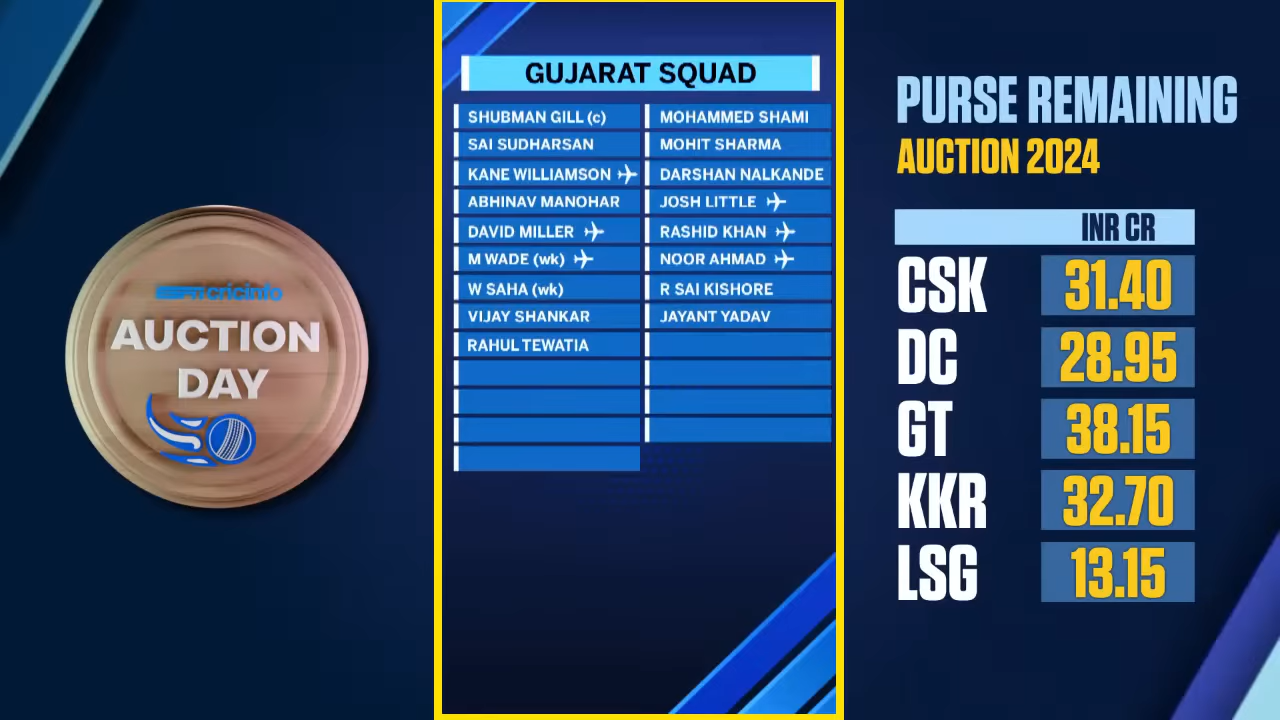 ESPN cricinfo
AUCTION
DAY
GUJARAT SQUAD
SHUBMAN GILL (c)
SAI SUDHARSAN
KANE WILLIAMSON
ABHINAV MANOHAR
DAVID MILLER
M WADE (wk)
W SAHA (wk)
VIJAY SHANKAR
RAHUL TEWATIA
MOHAMMED SHAMI
MOHIT SHARMA
DARSHAN NALKANDE
JOSH LITTLE
RASHID KHAN
NOOR AHMAD
R SAI KISHORE
JAYANT YADAV
PURSE REMAINING
AUCTION 2024
INR CR
CSK 31.40
DC 28.95
GT 38.15
KKR 32.70
LSG 13.15